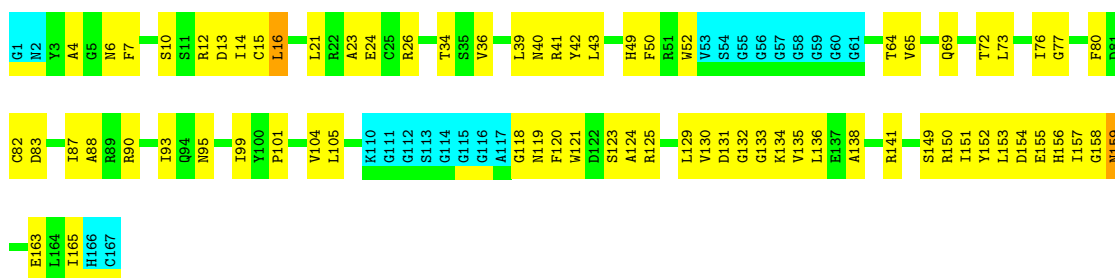 G1 N2 Y3 A4 G5 N6 F7 S10 S11 R12 D13 I14 C15 L16 L21 R22 A23 E24 C25 R26 T34 S35 V36 L39 N40 R41 Y42 L43 H49 F50 R51 W52 V53 S54 G55 G56 G57 G58 G59 G60 G61 T64 V65 Q69 T72 L73 I76 G77 F80 D81
C82 D83 I87 A88 R89 R90 I93 Q94 N95 I99 Y100 P101 V104 L105 K110 G111 G112 S113 G114 G115 G116 A117 G118 N119 F120 W121 D122 S123 A124 R125 L129 V130 D131 G132 G133 K134 V135 L136 E137 A138 R141 S149 R150 I151 Y152 L153 D154 E155 H156 I157 G158 N159
E163 L164 I165 H166 C167